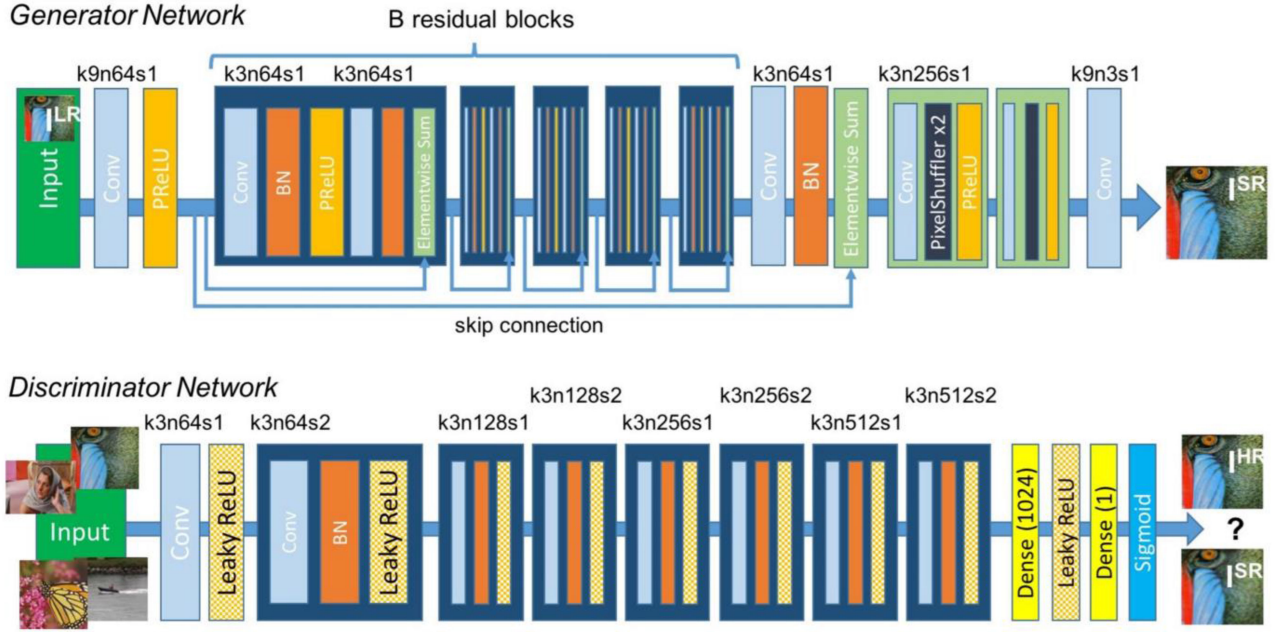 Generator Network
B residual blocks
k9n64s1
k3n64s1
k3n64s1
k3n64s1
k3n256s1
k9n3s1
I LR
Input
Conv
PReLU
Conv
BN
PReLU
Elementwise Sum
Conv
BN
Elementwise Sum
Conv
PixelShuffler x2
PReLU
Conv
I SR
skip connection
Discriminator Network
k3n128s2
k3n256s2
k3n512s2
k3n64s1
k3n64s2
k3n128s1
k3n256s1
k3n512s1
Input
Conv
Leaky ReLU
Conv
BN
Leaky ReLU
Dense (1024)
Leaky ReLU
Dense (1)
Sigmoid
I HR
?
I SR